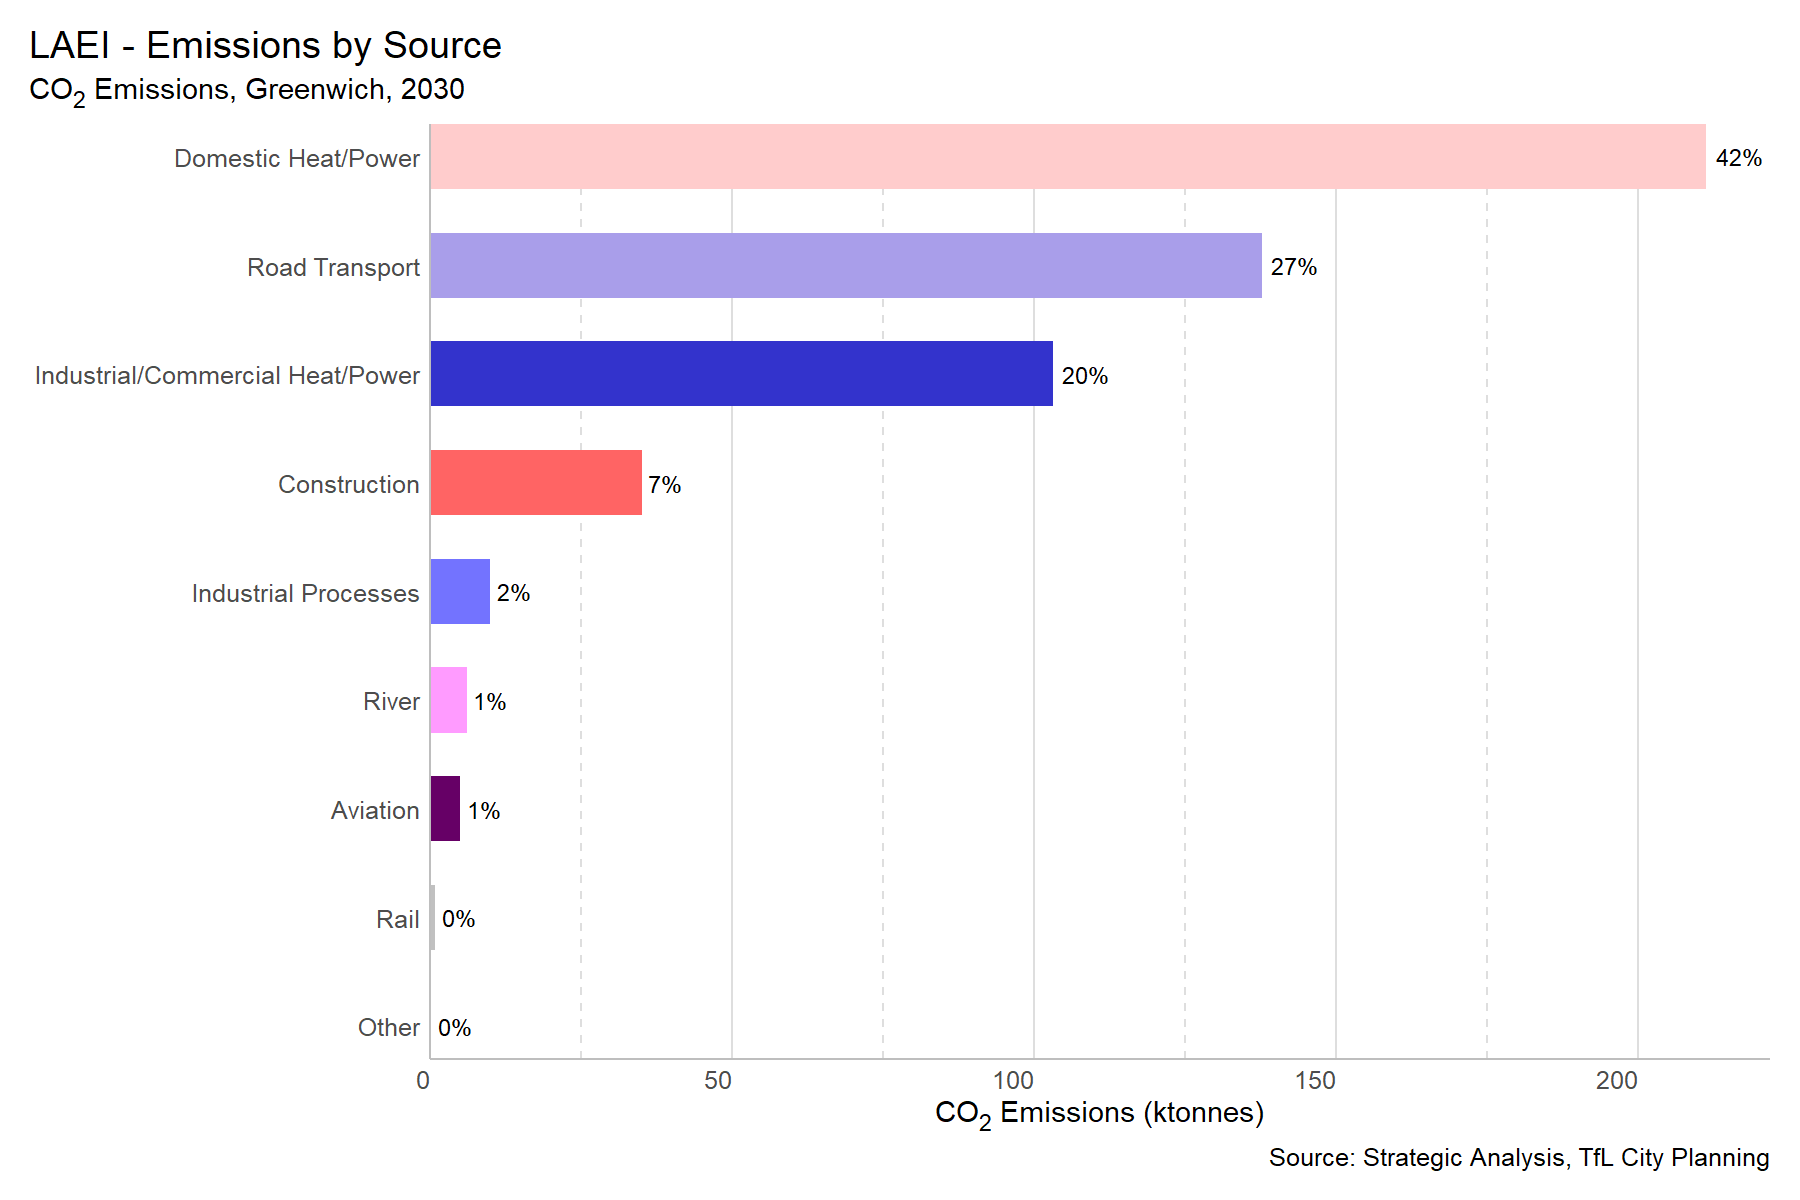 LAEI - Emissions by Source
CO₂ Emissions, Greenwich, 2030
Domestic Heat/Power 42%
Road Transport 27%
Industrial/Commercial Heat/Power 20%
Construction 7%
Industrial Processes 2%
River 1%
Aviation 1%
Rail 0%
Other 0%
0 50 100 150 200
CO₂ Emissions (ktonnes)
Source: Strategic Analysis, TfL City Planning